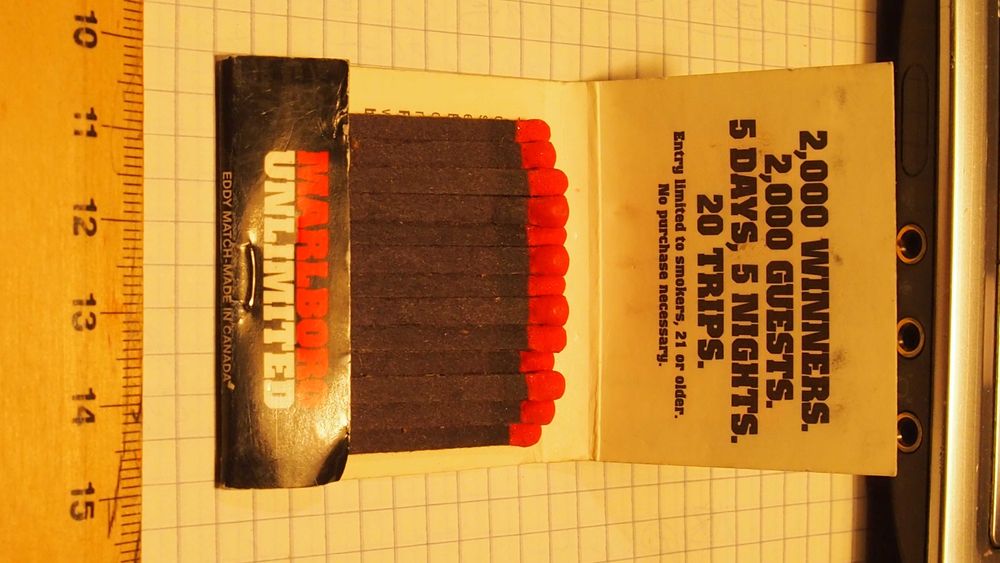 2,000 WINNERS.
2,000 GUESTS.
5 DAYS, 5 NIGHTS.
20 TRIPS.
Entry limited to smokers, 21 or older.
No purchase necessary.
MARLBORO
UNLIMITED
EDDY MATCH-MADE IN CANADA
10
11
12
13
14
15